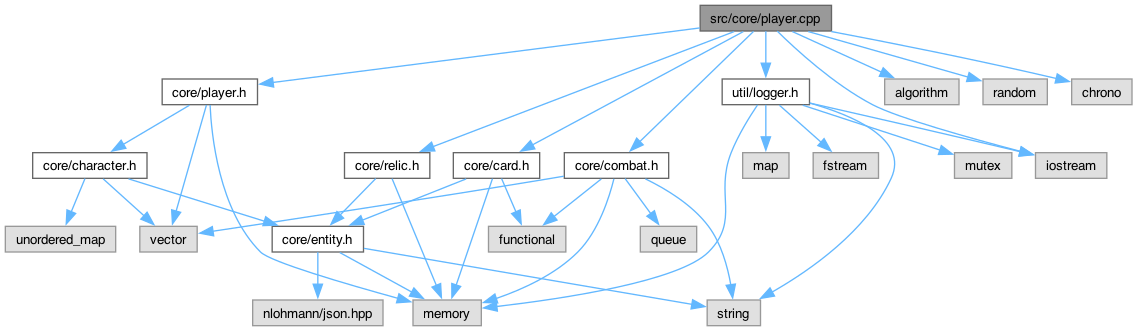 src/core/player.cpp
core/player.h
util/logger.h
algorithm
random
chrono
core/character.h
core/relic.h
core/card.h
core/combat.h
map
fstream
mutex
iostream
unordered_map
vector
core/entity.h
functional
queue
nlohmann/json.hpp
memory
string